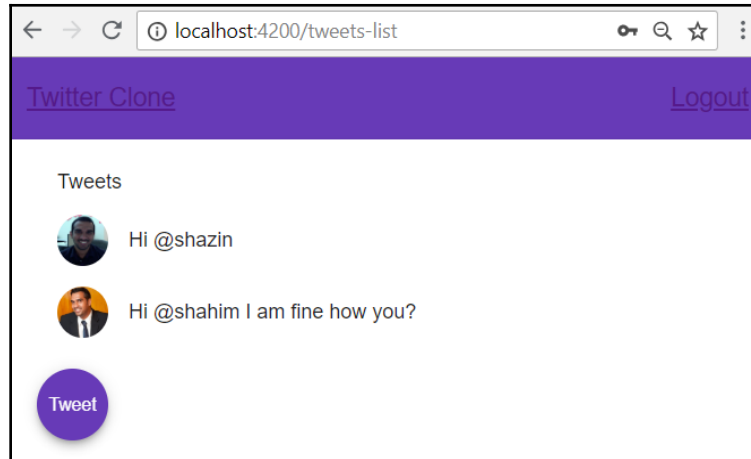 localhost:4200/tweets-list
Twitter Clone Logout
Tweets
Hi @shazin
Hi @shahim I am fine how you?
Tweet